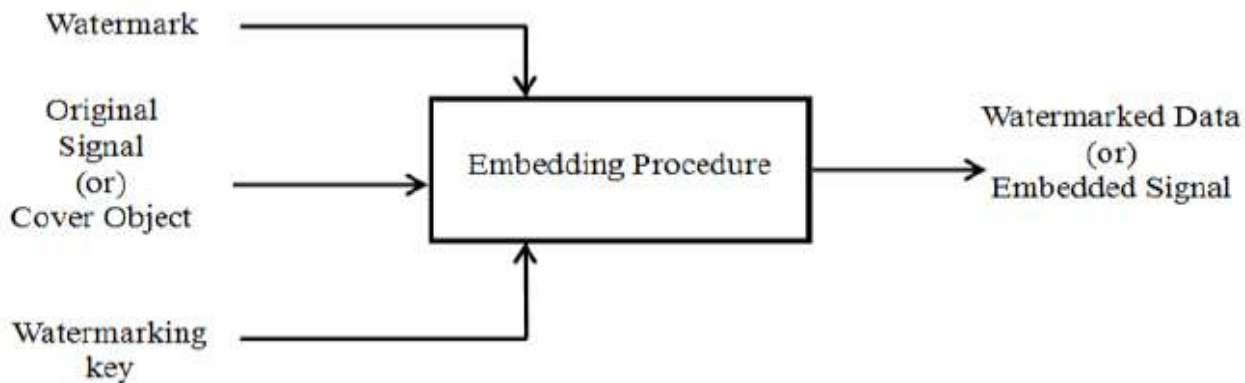 Watermark
Original
Signal
(or)
Cover Object
Watermarking
key
Embedding Procedure
Watermarked Data
(or)
Embedded Signal